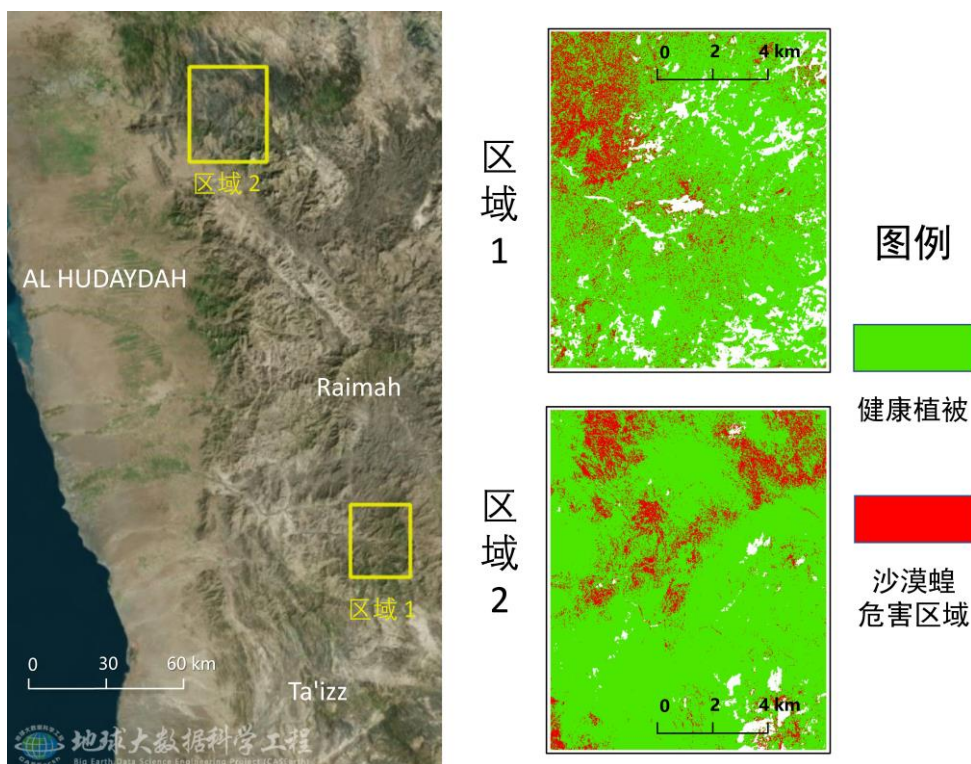 区域 2
AL HUDAYDAH
Raimah
区域 1
0 30 60 km
Ta'izz
地球大数据科学工程
Big Earth Data Science Engineering Project (CASEarth)
区
域
1
0 2 4 km
区
域
2
0 2 4 km
图例
健康植被
沙漠蝗
危害区域